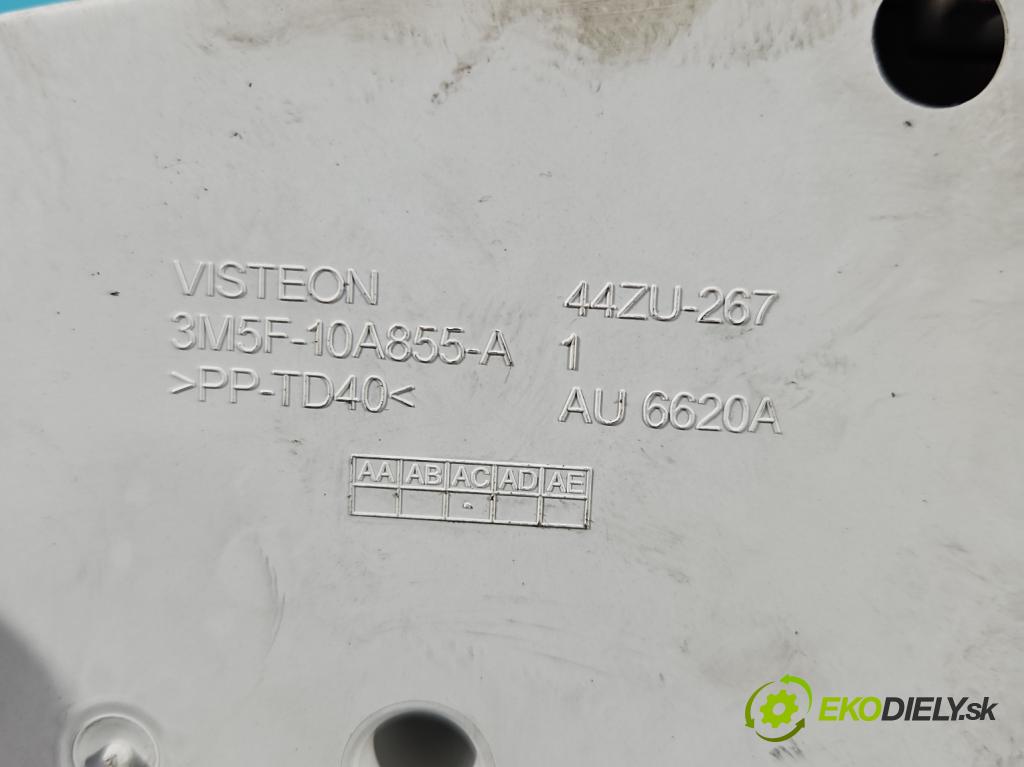 VISTEON 44ZU-267
3M5F-10A855-A 1
>PP-TD40< AU 6620A
AA AB AC AD AE
EKODIELY.sk